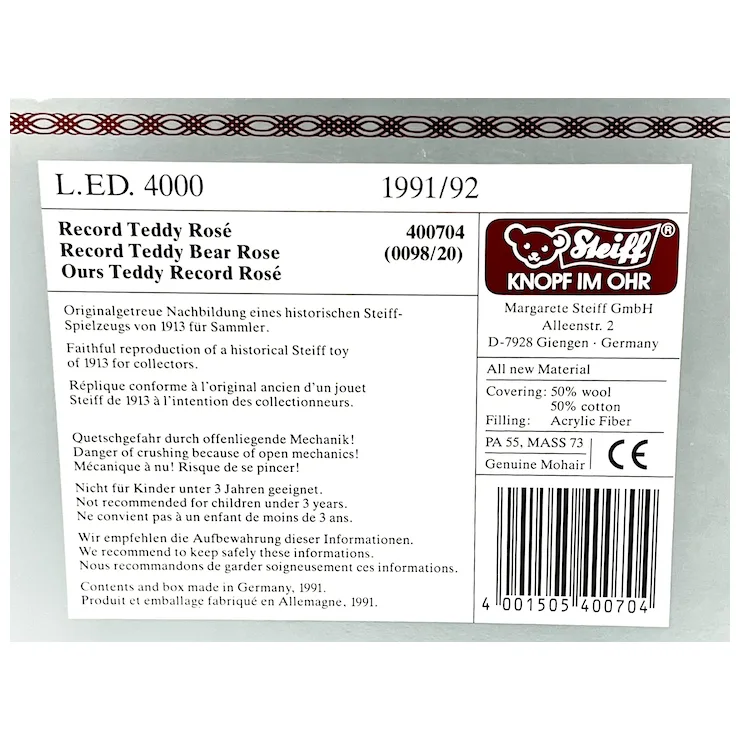 L.ED. 4000 1991/92
Record Teddy Rosé 400704
Record Teddy Bear Rose (0098/20)
Ours Teddy Record Rosé
Originalgetreue Nachbildung eines historischen Steiff-
Spielzeugs von 1913 für Sammler.
Faithful reproduction of a historical Steiff toy
of 1913 for collectors.
Réplique conforme à l'original ancien d'un jouet
Steiff de 1913 à l'intention des collectionneurs.
Quetschgefahr durch offenliegende Mechanik!
Danger of crushing because of open mechanics!
Mécanique à nu! Risque de se pincer!
Nicht für Kinder unter 3 Jahren geeignet.
Not recommended for children under 3 years.
Ne convient pas à un enfant de moins de 3 ans.
Wir empfehlen die Aufbewahrung dieser Informationen.
We recommend to keep safely these informations.
Nous recommandons de garder soigneusement ces informations.
Contents and box made in Germany, 1991.
Produit et emballage fabriqué en Allemagne, 1991.
Steiff ®
KNOPF IM OHR
Margarete Steiff GmbH
Alleenstr. 2
D-7928 Giengen · Germany
All new Material
Covering: 50% wool
50% cotton
Filling: Acrylic Fiber
PA 55, MASS 73
Genuine Mohair
CE
4 001505 400704